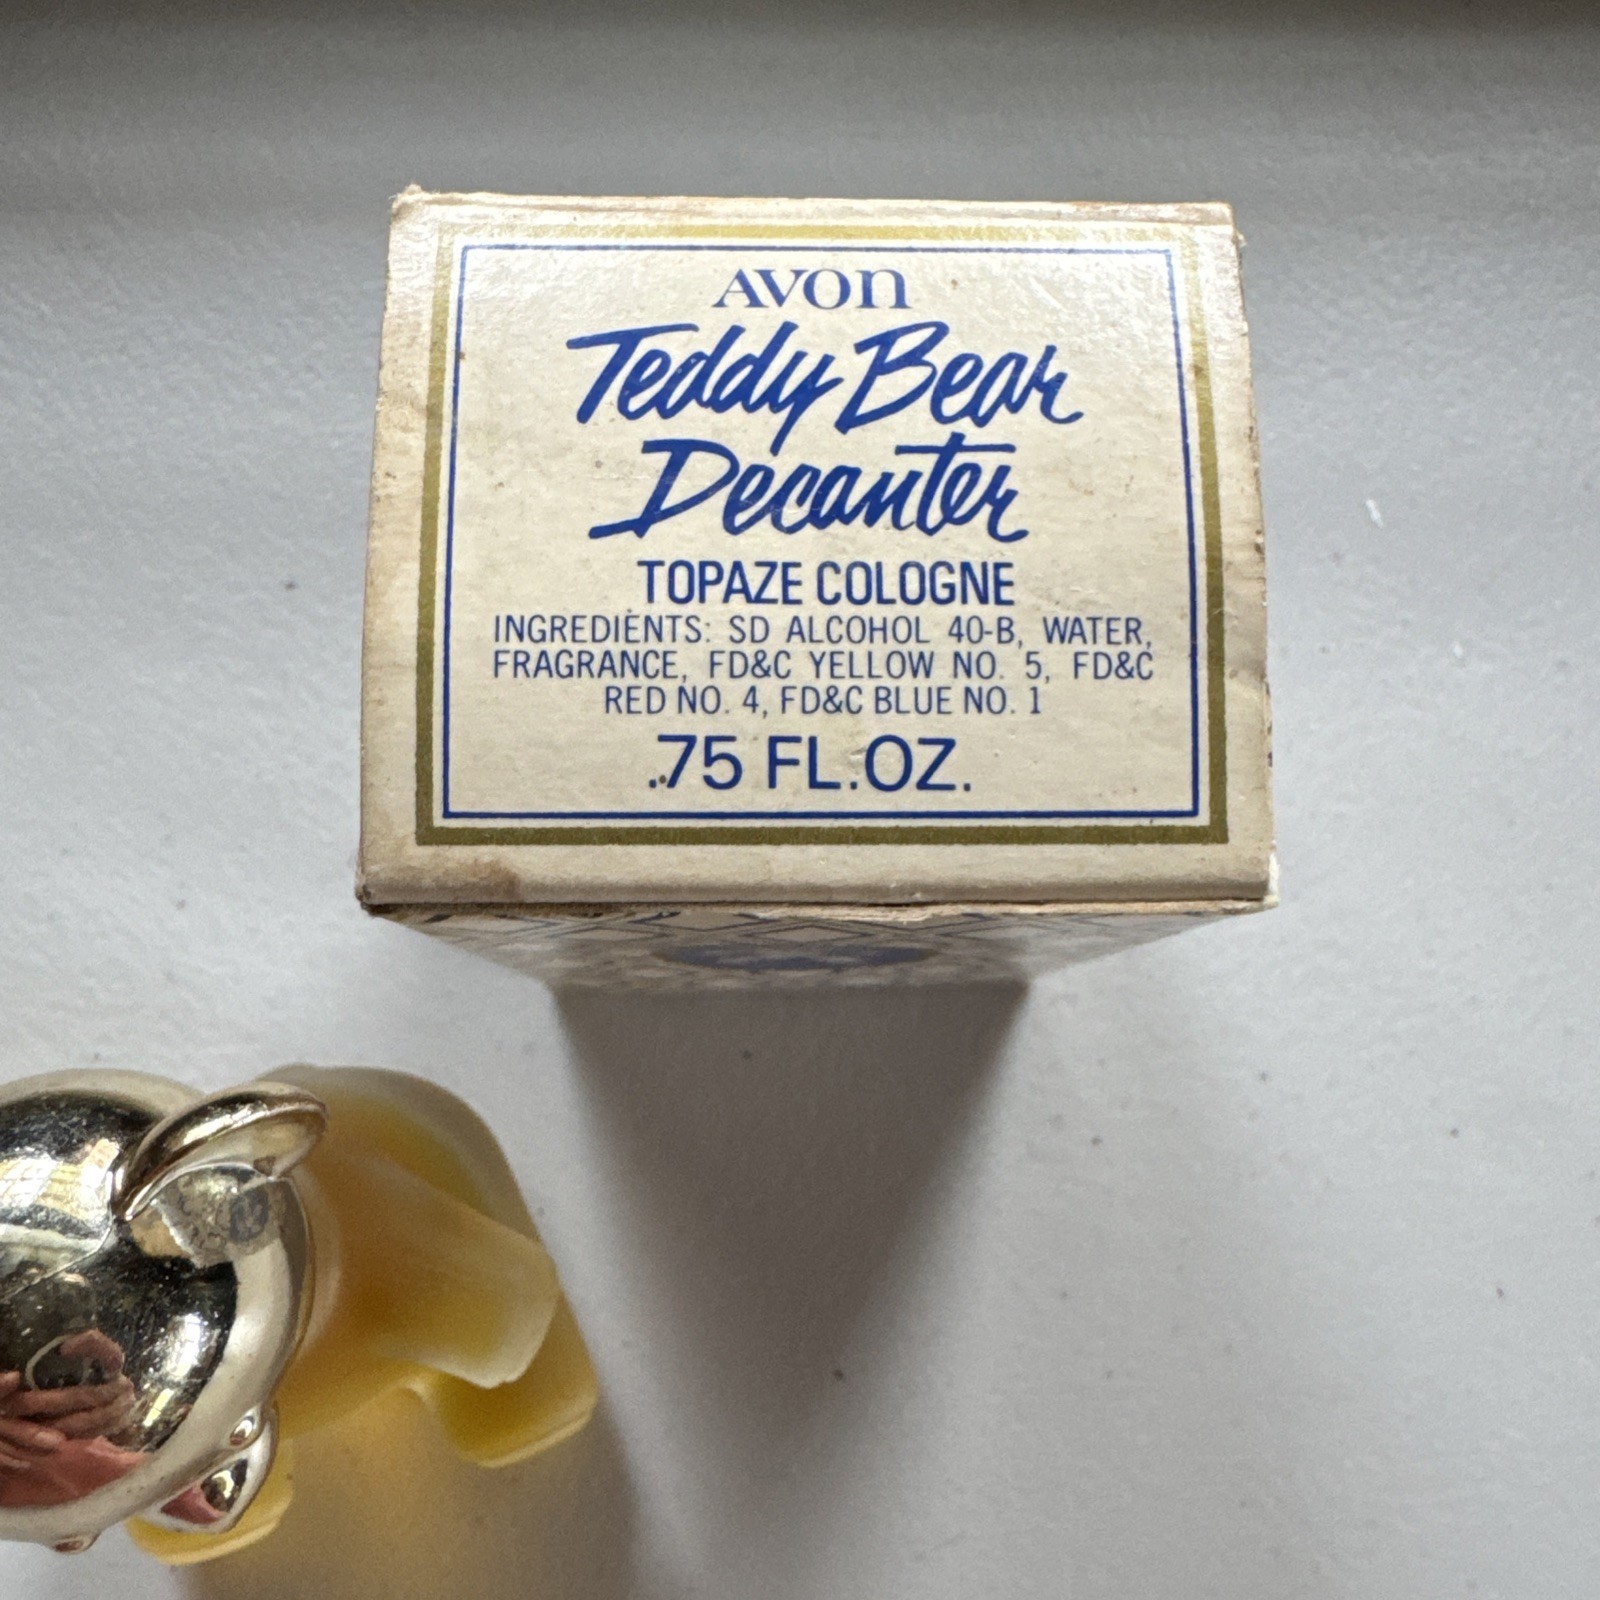 AVON
Teddy Bear
Decanter
TOPAZE COLOGNE
INGREDIENTS: SD ALCOHOL 40-B, WATER,
FRAGRANCE, FD&C YELLOW NO. 5, FD&C
RED NO. 4, FD&C BLUE NO. 1
.75 FL.OZ.